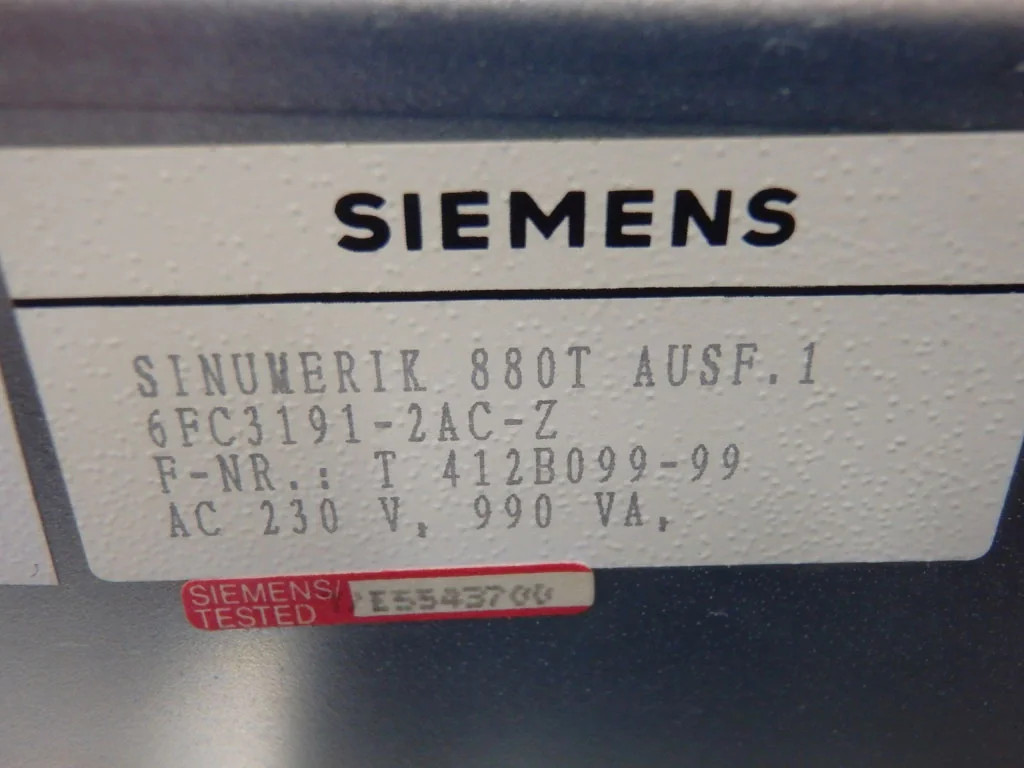 SIEMENS
SINUMERIK 880T AUSF.1
6FC3191-2AC-Z
F-NR.: T 412B099-99
AC 230 V, 990 VA,
SIEMENS/
TESTED